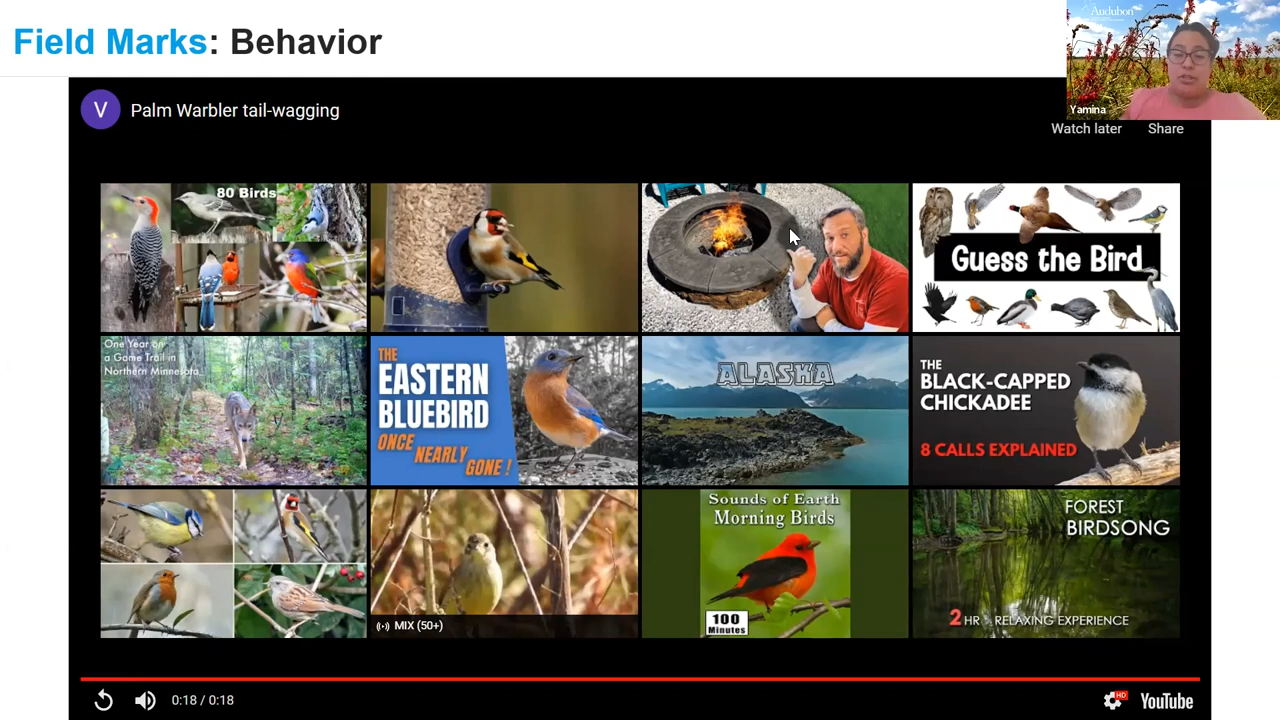 Field Marks: Behavior
Audubon
Yamina
V
Palm Warbler tail-wagging
Watch later
Share
80 Birds
Guess the Bird
One Year on
a Game Trail in
Northern Minnesota
THE
EASTERN
BLUEBIRD
ONCE
NEARLY
GONE !
ALASKA
THE
BLACK-CAPPED
CHICKADEE
8 CALLS EXPLAINED
MIX (50+)
Sounds of Earth
Morning Birds
100
Minutes
FOREST
BIRDSONG
2 HR RELAXING EXPERIENCE
0:18 / 0:18
HD
YouTube